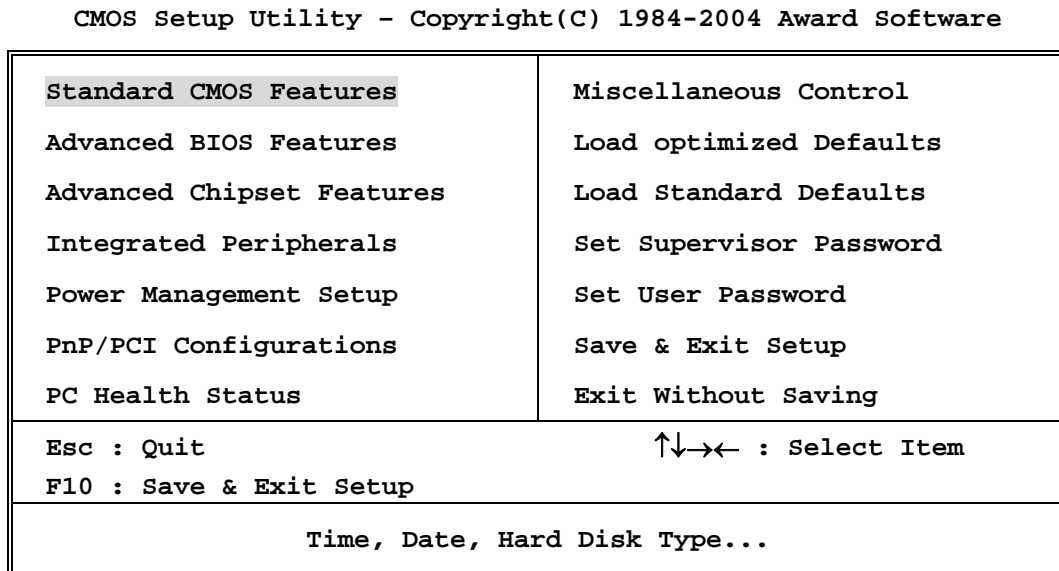 CMOS Setup Utility – Copyright(C) 1984-2004 Award Software
Standard CMOS Features
Advanced BIOS Features
Advanced Chipset Features
Integrated Peripherals
Power Management Setup
PnP/PCI Configurations
PC Health Status
Miscellaneous Control
Load optimized Defaults
Load Standard Defaults
Set Supervisor Password
Set User Password
Save & Exit Setup
Exit Without Saving
Esc : Quit
↑↓→← : Select Item
F10 : Save & Exit Setup
Time, Date, Hard Disk Type...